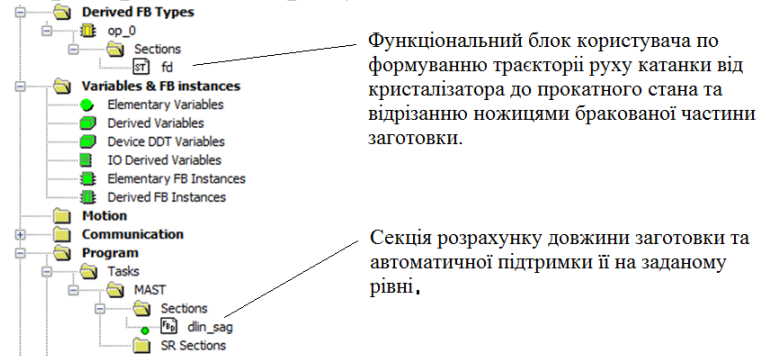 Derived FB Types
op_0
Sections
ST fd
Функціональний блок користувача по
формуванню траєкторіі руху катанки від
кристалізатора до прокатного стана та
відрізанню ножицями бракованої частини
заготовки.
Variables & FB instances
Elementary Variables
Derived Variables
Device DDT Variables
IO Derived Variables
Elementary FB Instances
Derived FB Instances
Motion
Communication
Program
Tasks
MAST
Sections
FBD dlin_sag
SR Sections
Секція розрахунку довжини заготовки та
автоматичної підтримки її на заданому
рівні.